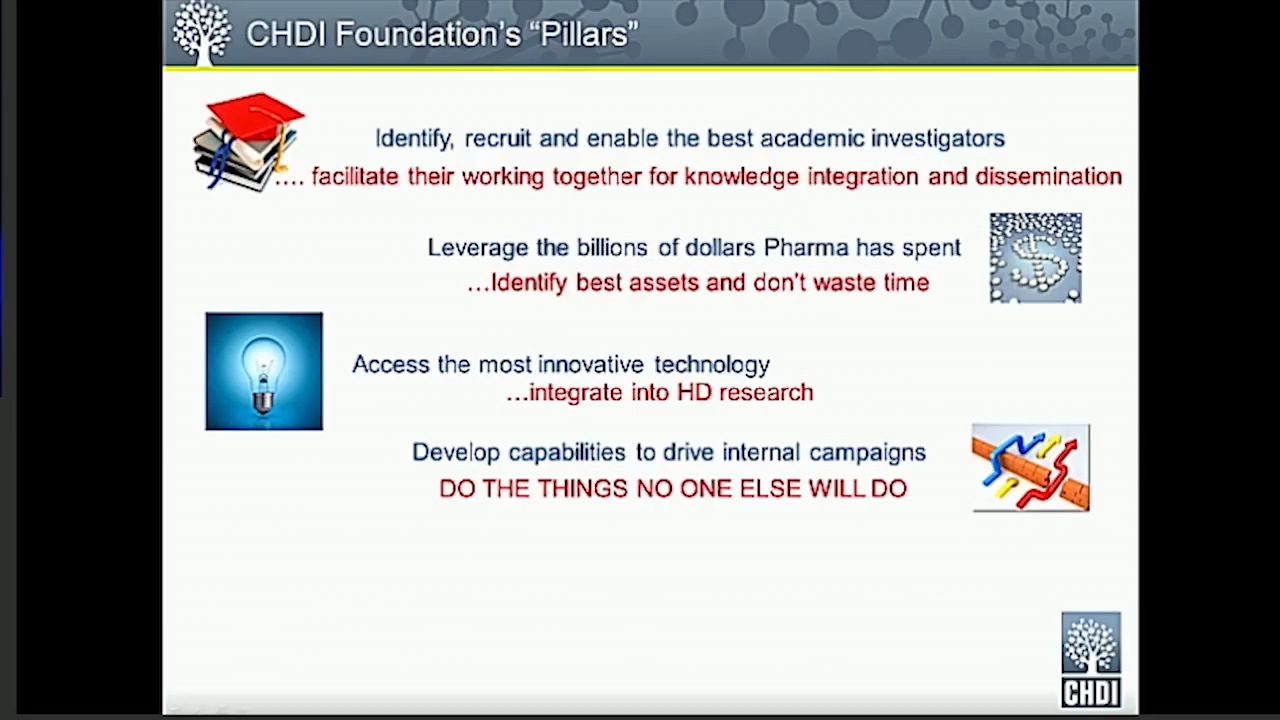 CHDI Foundation's “Pillars”
Identify, recruit and enable the best academic investigators
.... facilitate their working together for knowledge integration and dissemination
Leverage the billions of dollars Pharma has spent
...Identify best assets and don't waste time
Access the most innovative technology
...integrate into HD research
Develop capabilities to drive internal campaigns
DO THE THINGS NO ONE ELSE WILL DO
CHDI